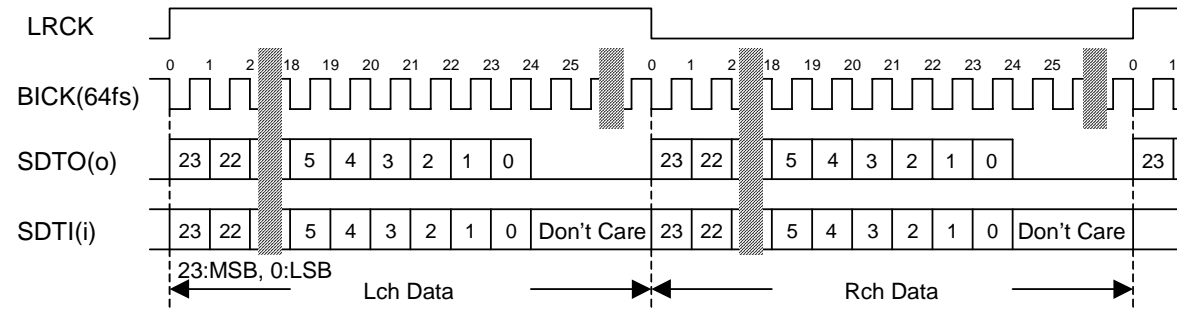 LRCK
0 1 2 18 19 20 21 22 23 24 25 0 1 2 18 19 20 21 22 23 24 25 0 1
BICK(64fs)
SDTO(o) 23 22 5 4 3 2 1 0 23 22 5 4 3 2 1 0 23
SDTI(i) 23 22 5 4 3 2 1 0 Don't Care 23 22 5 4 3 2 1 0 Don't Care
23:MSB, 0:LSB
Lch Data Rch Data